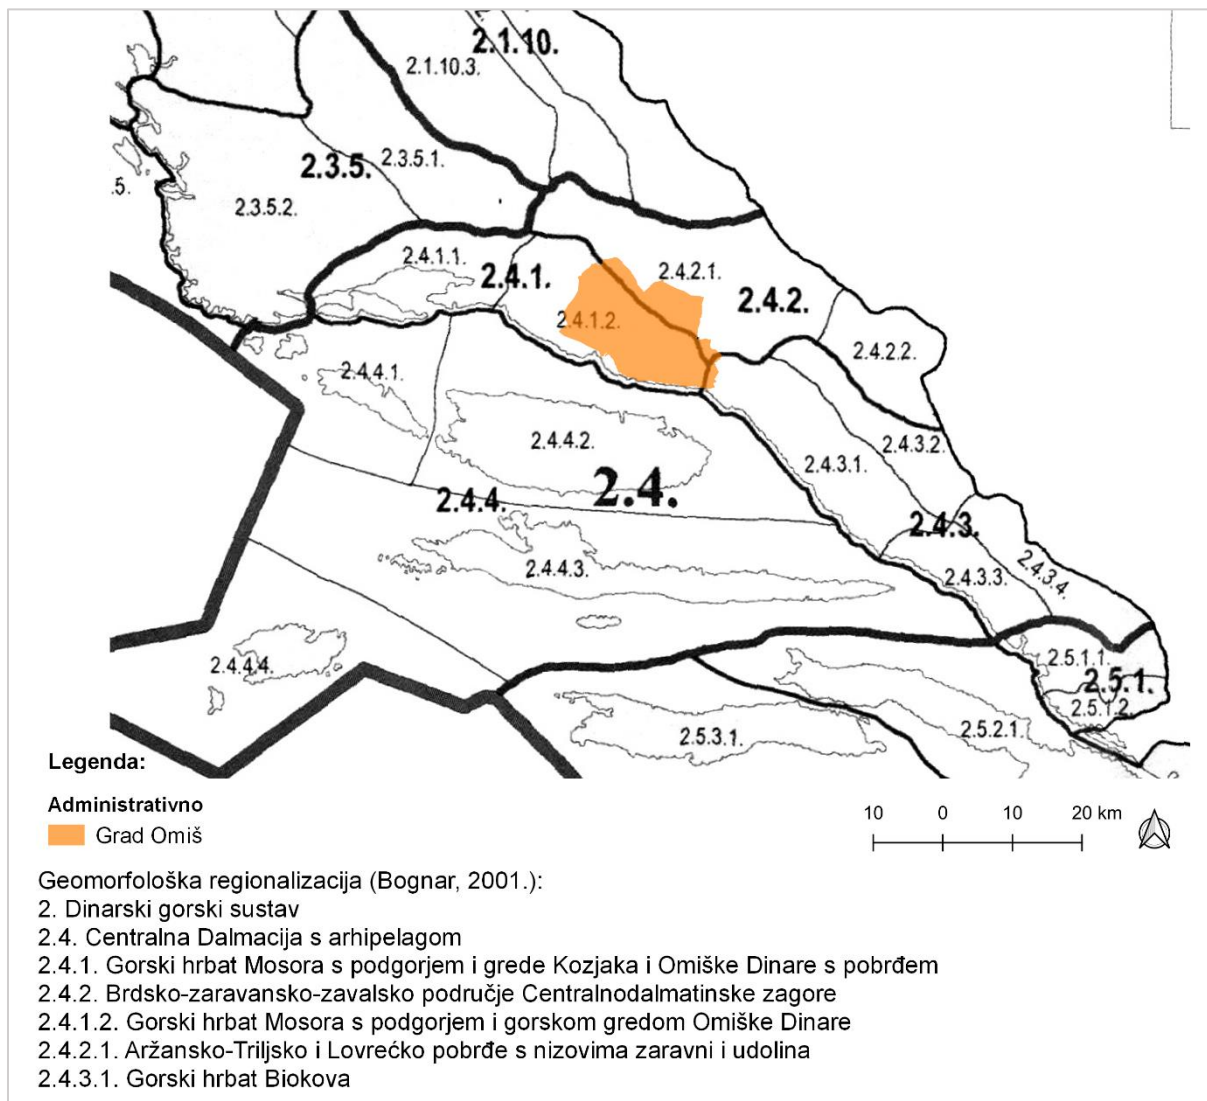 2.1.10.
2.1.10.3.
2.3.5.
2.3.5.1.
.5.
2.3.5.2.
2.4.1.1.
2.4.1.
2.4.2.1.
2.4.2.
2.4.1.2.
2.4.2.2.
2.4.4.1.
2.4.4.2.
2.4.3.2.
2.4.3.1.
2.4.
2.4.4.
2.4.3.
2.4.4.3.
2.4.3.3.
2.4.3.4.
2.4.4.4.
2.5.1.1.
2.5.1.
2.5.1.2.
2.5.3.1.
2.5.2.1.
Legenda:
Administrativno
Grad Omiš
10 0 10 20 km
Geomorfološka regionalizacija (Bognar, 2001.):
2. Dinarski gorski sustav
2.4. Centralna Dalmacija s arhipelagom
2.4.1. Gorski hrbat Mosora s podgorjem i grede Kozjaka i Omiške Dinare s pobrđem
2.4.2. Brdsko-zaravansko-zavalsko područje Centralnodalmatinske zagore
2.4.1.2. Gorski hrbat Mosora s podgorjem i gorskom gredom Omiške Dinare
2.4.2.1. Aržansko-Triljsko i Lovrećko pobrđe s nizovima zaravni i udolina
2.4.3.1. Gorski hrbat Biokova